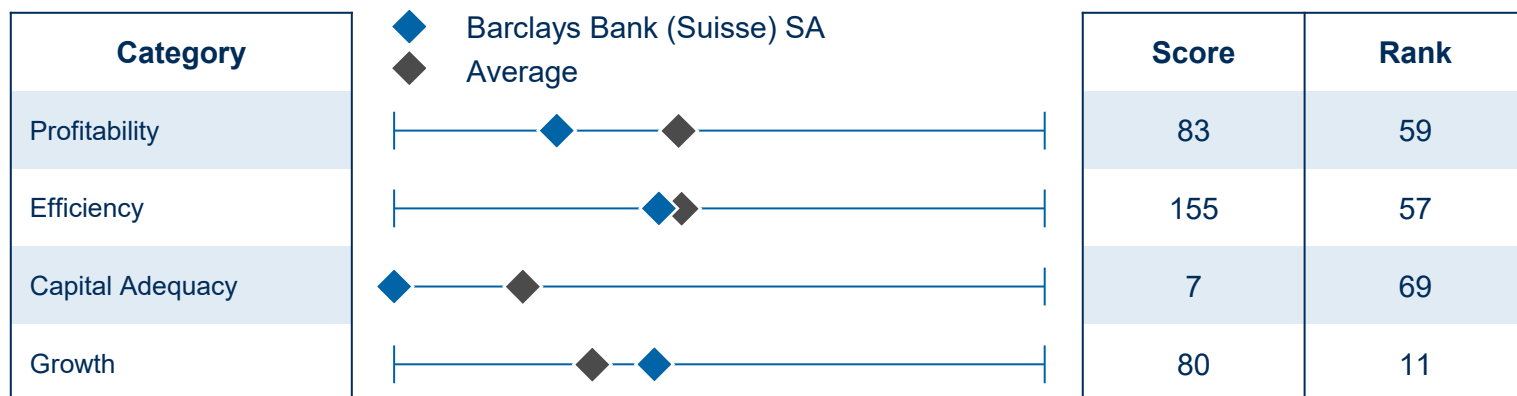 Category
Barclays Bank (Suisse) SA
Average
Score Rank
Profitability 83 59
Efficiency 155 57
Capital Adequacy 7 69
Growth 80 11